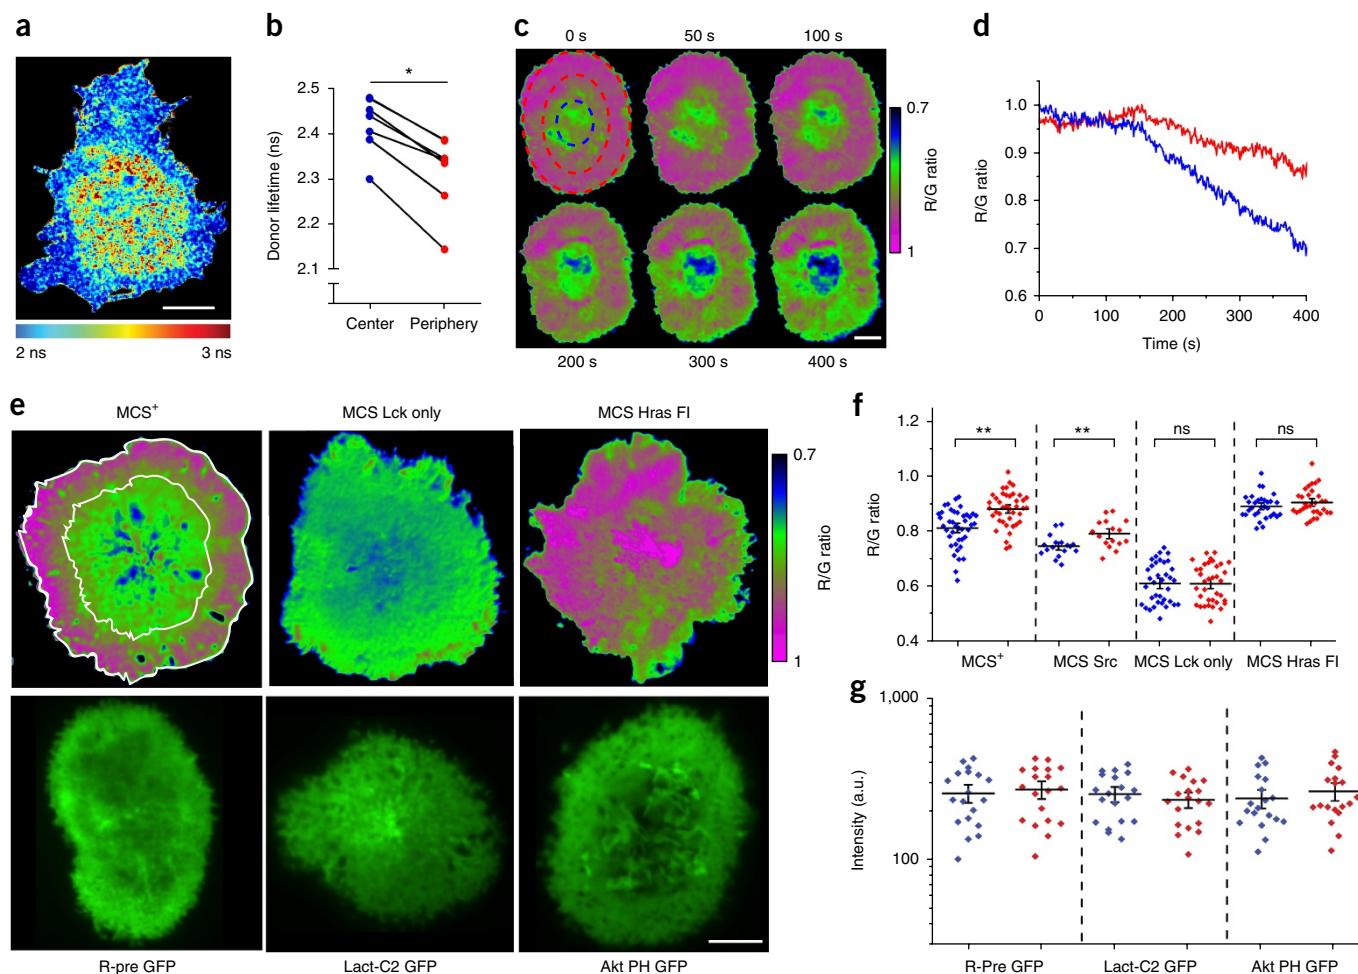 a
2 ns
3 ns
b
*
2.5
2.4
2.3
2.2
2.1
Donor lifetime (ns)
Center
Periphery
c
0 s
50 s
100 s
200 s
300 s
400 s
0.7
R/G ratio
1
d
1.0
0.9
0.8
0.7
0.6
R/G ratio
0
100
200
300
400
Time (s)
e
MCS+
MCS Lck only
MCS Hras FI
0.7
R/G ratio
1
R-pre GFP
Lact-C2 GFP
Akt PH GFP
f
1.2
1.0
0.8
0.6
0.4
R/G ratio
**
**
ns
ns
MCS+
MCS Src
MCS Lck only
MCS Hras FI
g
1,000
100
Intensity (a.u.)
R-Pre GFP
Lact-C2 GFP
Akt PH GFP